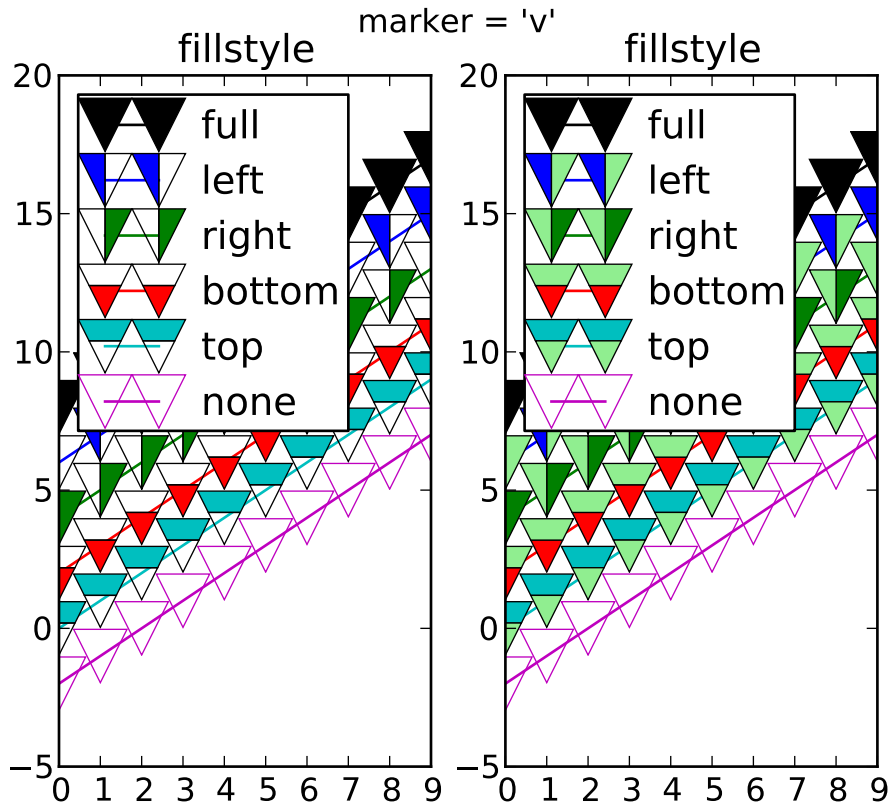 marker = 'v'
fillstyle
20
15
10
5
0
−5
0 1 2 3 4 5 6 7 8 9
full
left
right
bottom
top
none
fillstyle
20
15
10
5
0
−5
0 1 2 3 4 5 6 7 8 9
full
left
right
bottom
top
none